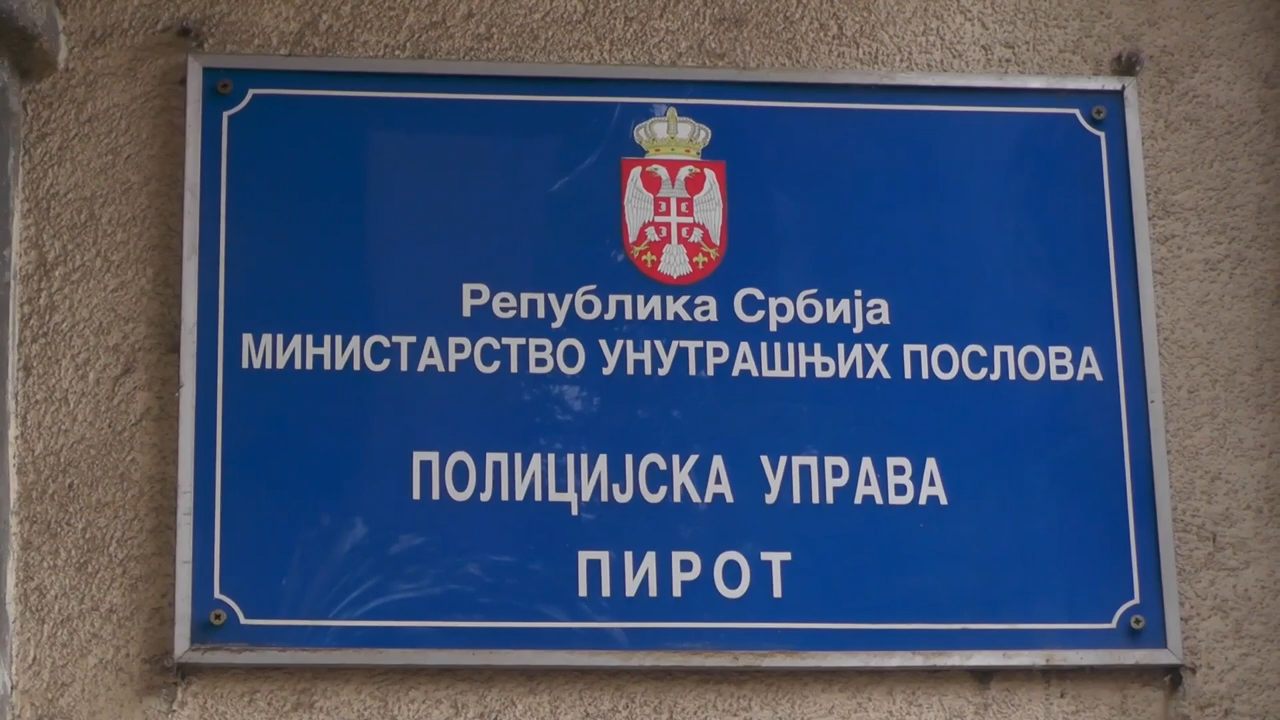 Република Србија
МИНИСТАРСТВО УНУТРАШЊИХ ПОСЛОВА
ПОЛИЦИЈСКА УПРАВА
ПИРОТ